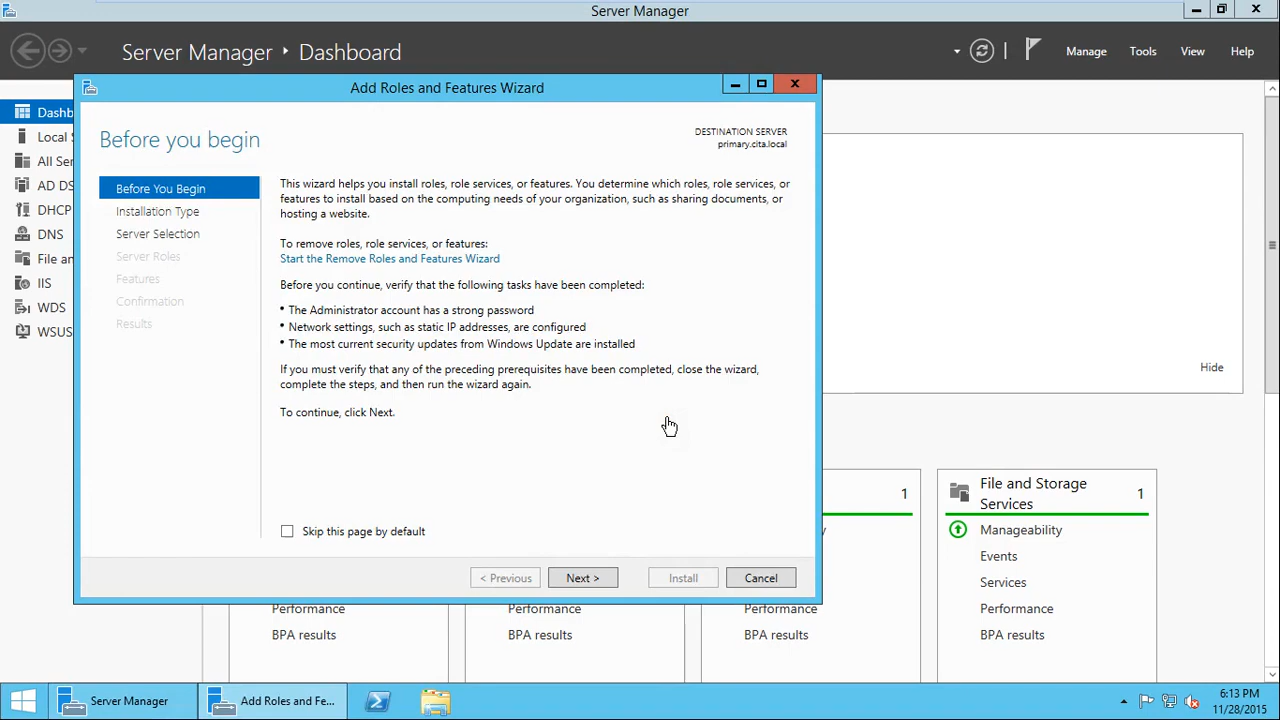 Server Manager
Server Manager • Dashboard
Manage
Tools
View
Help
Add Roles and Features Wizard
Before you begin
DESTINATION SERVER
primary.cita.local
Before You Begin
Installation Type
Server Selection
Server Roles
Features
Confirmation
Results
This wizard helps you install roles, role services, or features. You determine which roles, role services, or
features to install based on the computing needs of your organization, such as sharing documents, or
hosting a website.
To remove roles, role services, or features:
Start the Remove Roles and Features Wizard
Before you continue, verify that the following tasks have been completed:
• The Administrator account has a strong password
• Network settings, such as static IP addresses, are configured
• The most current security updates from Windows Update are installed
If you must verify that any of the preceding prerequisites have been completed, close the wizard,
complete the steps, and then run the wizard again.
To continue, click Next.
Skip this page by default
< Previous
Next >
Install
Cancel
Dashb
Local S
All Ser
AD DS
DHCP
DNS
File an
IIS
WDS
WSUS
Hide
1
File and Storage
Services
1
Manageability
Events
Services
Performance
BPA results
Performance
BPA results
Performance
BPA results
Performance
BPA results
Server Manager
Add Roles and Fe...
6:13 PM
11/28/2015